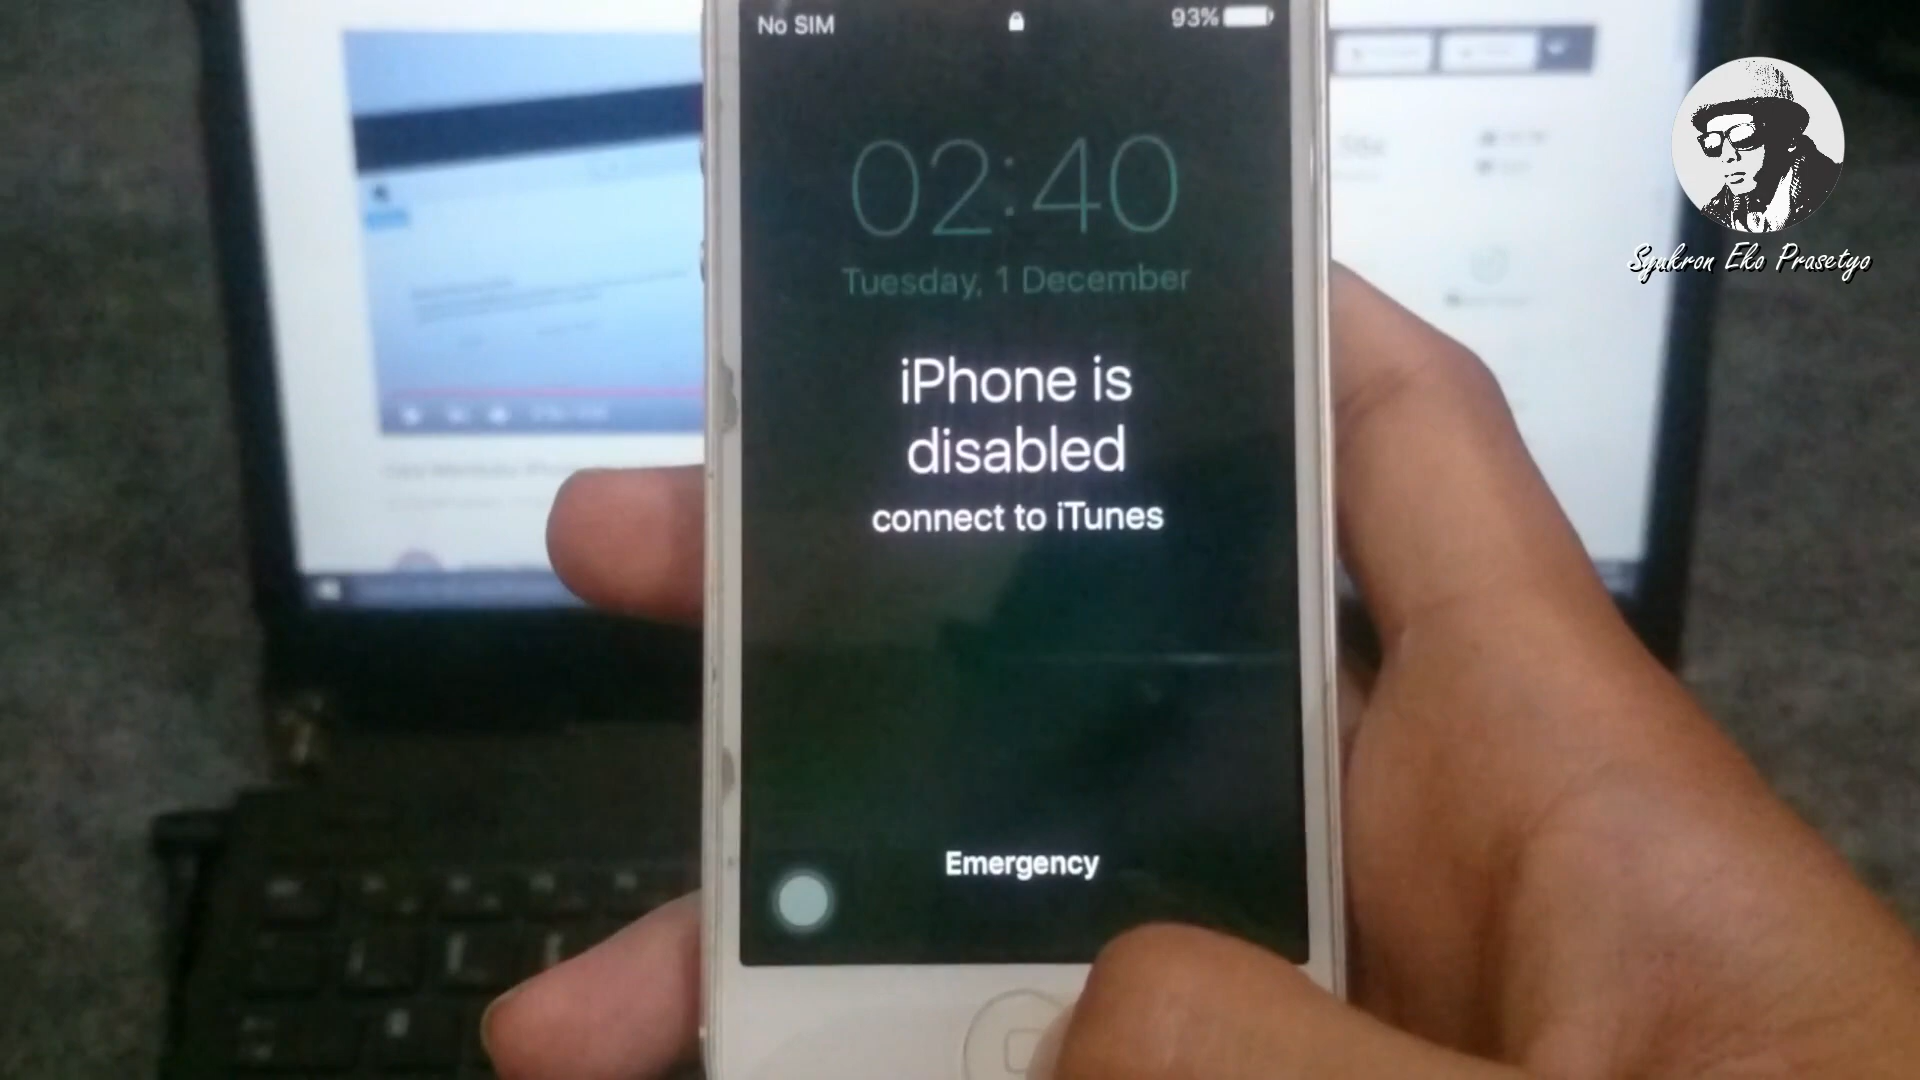 No SIM
93%
02:40
Tuesday, 1 December
iPhone is
disabled
connect to iTunes
Emergency
Syukron Eko Prasetyo